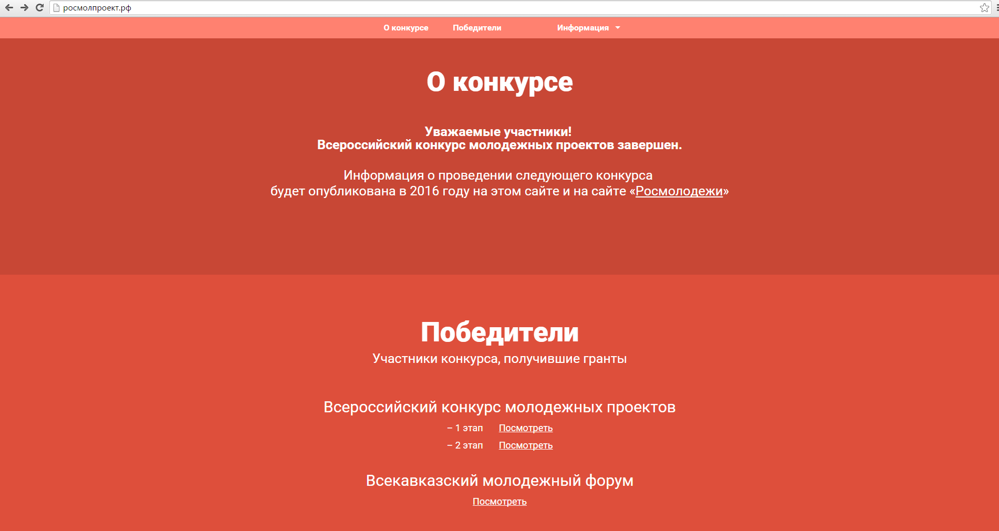 росмолпроект.рф
О конкурсе Победители Информация
О конкурсе
Уважаемые участники!
Всероссийский конкурс молодежных проектов завершен.
Информация о проведении следующего конкурса
будет опубликована в 2016 году на этом сайте и на сайте «Росмолодежи»
Победители
Участники конкурса, получившие гранты
Всероссийский конкурс молодежных проектов
– 1 этап Посмотреть
– 2 этап Посмотреть
Всекавказский молодежный форум
Посмотреть